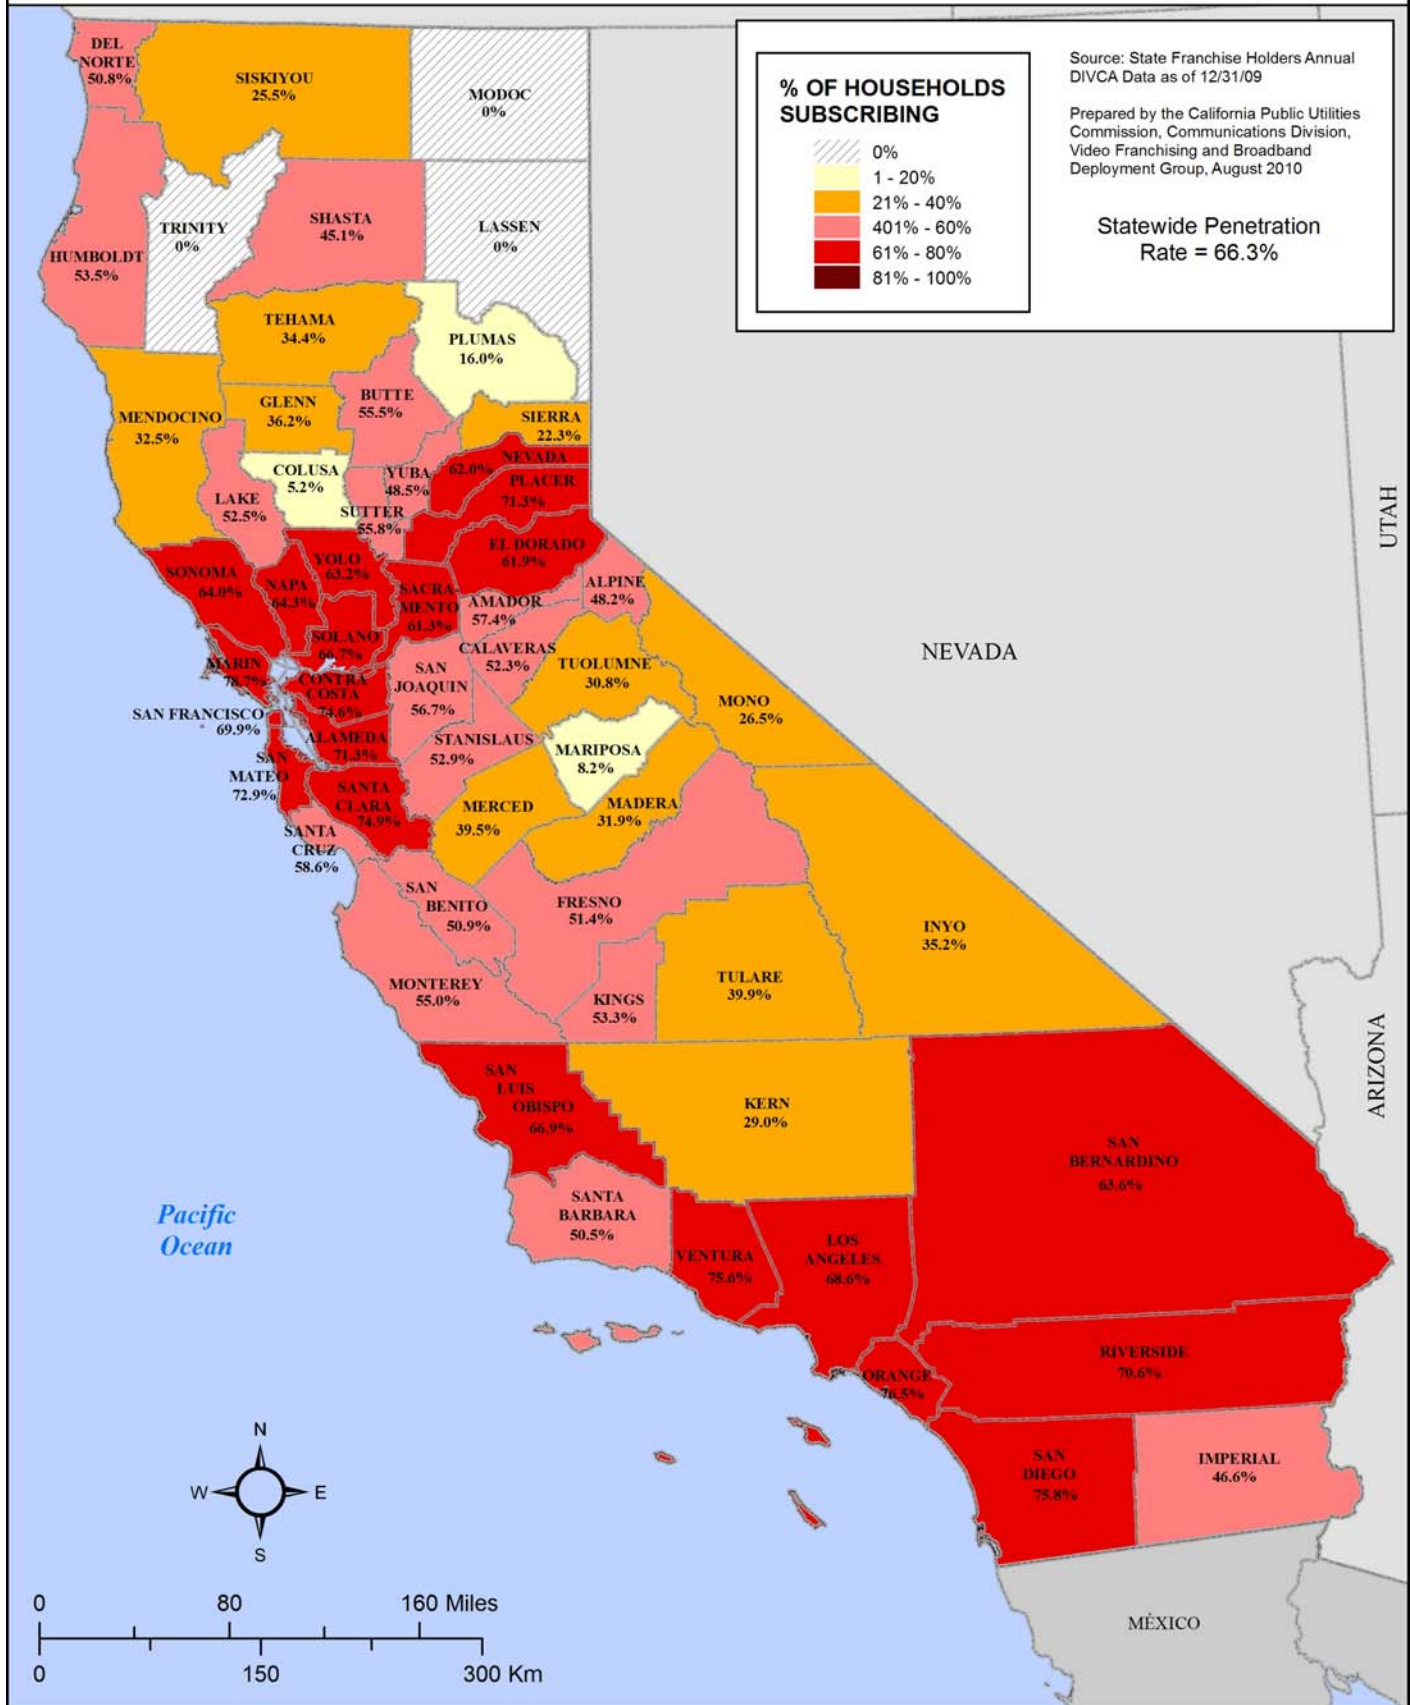 % OF HOUSEHOLDS
SUBSCRIBING
0%
1 - 20%
21% - 40%
401% - 60%
61% - 80%
81% - 100%
Source: State Franchise Holders Annual
DIVCA Data as of 12/31/09
Prepared by the California Public Utilities
Commission, Communications Division,
Video Franchising and Broadband
Deployment Group, August 2010
Statewide Penetration
Rate = 66.3%
DEL
NORTE
50.8%
SISKIYOU
25.5%
MODOC
0%
HUMBOLDT
53.5%
TRINITY
0%
SHASTA
45.1%
LASSEN
0%
TEHAMA
34.4%
PLUMAS
16.0%
MENDOCINO
32.5%
GLENN
36.2%
BUTTE
55.5%
SIERRA
22.3%
LAKE
52.5%
COLUSA
5.2%
SUTTER
55.8%
YUBA
48.5%
NEVADA
62.0%
PLACER
71.3%
EL DORADO
61.9%
SONOMA
64.0%
NAPA
64.3%
YOLO
63.2%
SACRA-
MENTO
61.3%
AMADOR
57.4%
ALPINE
48.2%
SOLANO
66.7%
MARIN
78.7%
CONTRA
COSTA
74.6%
SAN
JOAQUIN
56.7%
CALAVERAS
52.3%
TUOLUMNE
30.8%
MONO
26.5%
SAN FRANCISCO
69.9%
ALAMEDA
71.3%
STANISLAUS
52.9%
MARIPOSA
8.2%
SAN
MATEO
72.9%
SANTA
CLARA
74.9%
MERCED
39.5%
MADERA
31.9%
SANTA
CRUZ
58.6%
SAN
BENITO
50.9%
FRESNO
51.4%
INYO
35.2%
MONTEREY
55.0%
KINGS
53.3%
TULARE
39.9%
SAN
LUIS
OBISPO
66.9%
KERN
29.0%
SAN
BERNARDINO
63.6%
SANTA
BARBARA
50.5%
VENTURA
75.6%
LOS
ANGELES
68.6%
ORANGE
76.5%
RIVERSIDE
70.6%
SAN
DIEGO
75.8%
IMPERIAL
46.6%
NEVADA
UTAH
ARIZONA
MÉXICO
Pacific
Ocean
N
W
E
S
0 80 160 Miles
0 150 300 Km